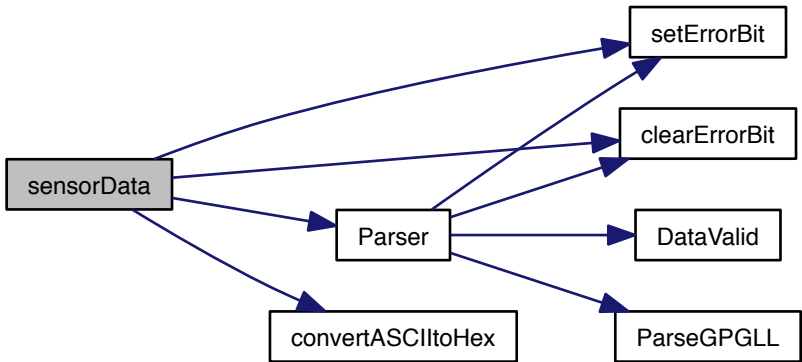 setErrorBit
clearErrorBit
sensorData
Parser
DataValid
convertASCIItoHex
ParseGPGLL